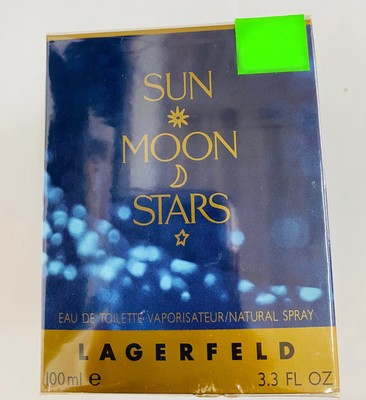 SUN
MOON
STARS
EAU DE TOILETTE VAPORISATEUR/NATURAL SPRAY
LAGERFELD
100ml e 3.3 FL OZ